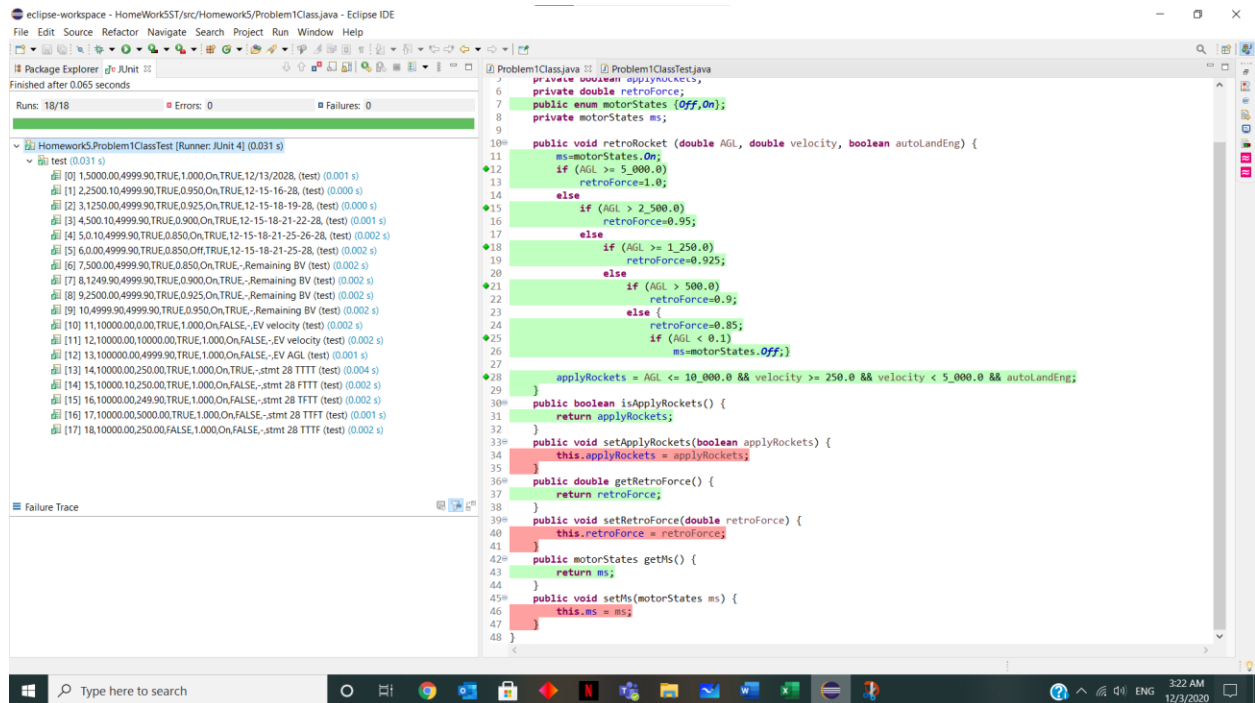 eclipse-workspace - HomeWork5ST/src/Homework5/Problem1Class.java - Eclipse IDE
File Edit Source Refactor Navigate Search Project Run Window Help
Package Explorer JUnit
Finished after 0.065 seconds
Runs: 18/18 Errors: 0 Failures: 0
Homework5.Problem1ClassTest [Runner: JUnit 4] (0.031 s)
test (0.031 s)
[0] 1,5000.00,4999.90,TRUE,1.000,On,TRUE,12/13/2028, (test) (0.001 s)
[1] 2,2500.10,4999.90,TRUE,0.950,On,TRUE,12-15-16-28, (test) (0.000 s)
[2] 3,1250.00,4999.90,TRUE,0.925,On,TRUE,12-15-18-19-28, (test) (0.000 s)
[3] 4,500.10,4999.90,TRUE,0.900,On,TRUE,12-15-18-21-22-28, (test) (0.001 s)
[4] 5,0.10,4999.90,TRUE,0.850,On,TRUE,12-15-18-21-25-26-28, (test) (0.002 s)
[5] 6,0.00,4999.90,TRUE,0.850,Off,TRUE,12-15-18-21-25-28, (test) (0.002 s)
[6] 7,500.00,4999.90,TRUE,0.850,On,TRUE,-,Remaining BV (test) (0.002 s)
[7] 8,1249.90,4999.90,TRUE,0.900,On,TRUE,-,Remaining BV (test) (0.002 s)
[8] 9,2500.00,4999.90,TRUE,0.925,On,TRUE,-,Remaining BV (test) (0.002 s)
[9] 10,4999.90,4999.90,TRUE,0.950,On,TRUE,-,Remaining BV (test) (0.002 s)
[10] 11,10000.00,0.00,TRUE,1.000,On,FALSE,-,EV velocity (test) (0.002 s)
[11] 12,10000.00,10000.00,TRUE,1.000,On,FALSE,-,EV velocity (test) (0.002 s)
[12] 13,100000.00,4999.90,TRUE,1.000,On,FALSE,-,EV AGL (test) (0.001 s)
[13] 14,10000.00,250.00,TRUE,1.000,On,TRUE,-,stmt 28 TTTT (test) (0.004 s)
[14] 15,10000.10,250.00,TRUE,1.000,On,FALSE,-,stmt 28 FTTT (test) (0.002 s)
[15] 16,10000.00,249.90,TRUE,1.000,On,FALSE,-,stmt 28 TFTT (test) (0.002 s)
[16] 17,10000.00,5000.00,TRUE,1.000,On,FALSE,-,stmt 28 TTFT (test) (0.001 s)
[17] 18,10000.00,250.00,FALSE,1.000,On,FALSE,-,stmt 28 TTTF (test) (0.002 s)
Failure Trace
Problem1Class.java Problem1ClassTest.java
5 private boolean applyRockets;
6 private double retroForce;
7 public enum motorStates {Off,On};
8 private motorStates ms;
9
10 public void retroRocket (double AGL, double velocity, boolean autoLandEng) {
11 ms=motorStates.On;
12 if (AGL >= 5_000.0)
13 retroForce=1.0;
14 else
15 if (AGL > 2_500.0)
16 retroForce=0.95;
17 else
18 if (AGL >= 1_250.0)
19 retroForce=0.925;
20 else
21 if (AGL > 500.0)
22 retroForce=0.9;
23 else {
24 retroForce=0.85;
25 if (AGL < 0.1)
26 ms=motorStates.Off;}
27
28 applyRockets = AGL <= 10_000.0 && velocity >= 250.0 && velocity < 5_000.0 && autoLandEng;
29 }
30 public boolean isApplyRockets() {
31 return applyRockets;
32 }
33 public void setApplyRockets(boolean applyRockets) {
34 this.applyRockets = applyRockets;
35 }
36 public double getRetroForce() {
37 return retroForce;
38 }
39 public void setRetroForce(double retroForce) {
40 this.retroForce = retroForce;
41 }
42 public motorStates getMs() {
43 return ms;
44 }
45 public void setMs(motorStates ms) {
46 this.ms = ms;
47 }
48 }
Type here to search
ENG
3:22 AM
12/3/2020